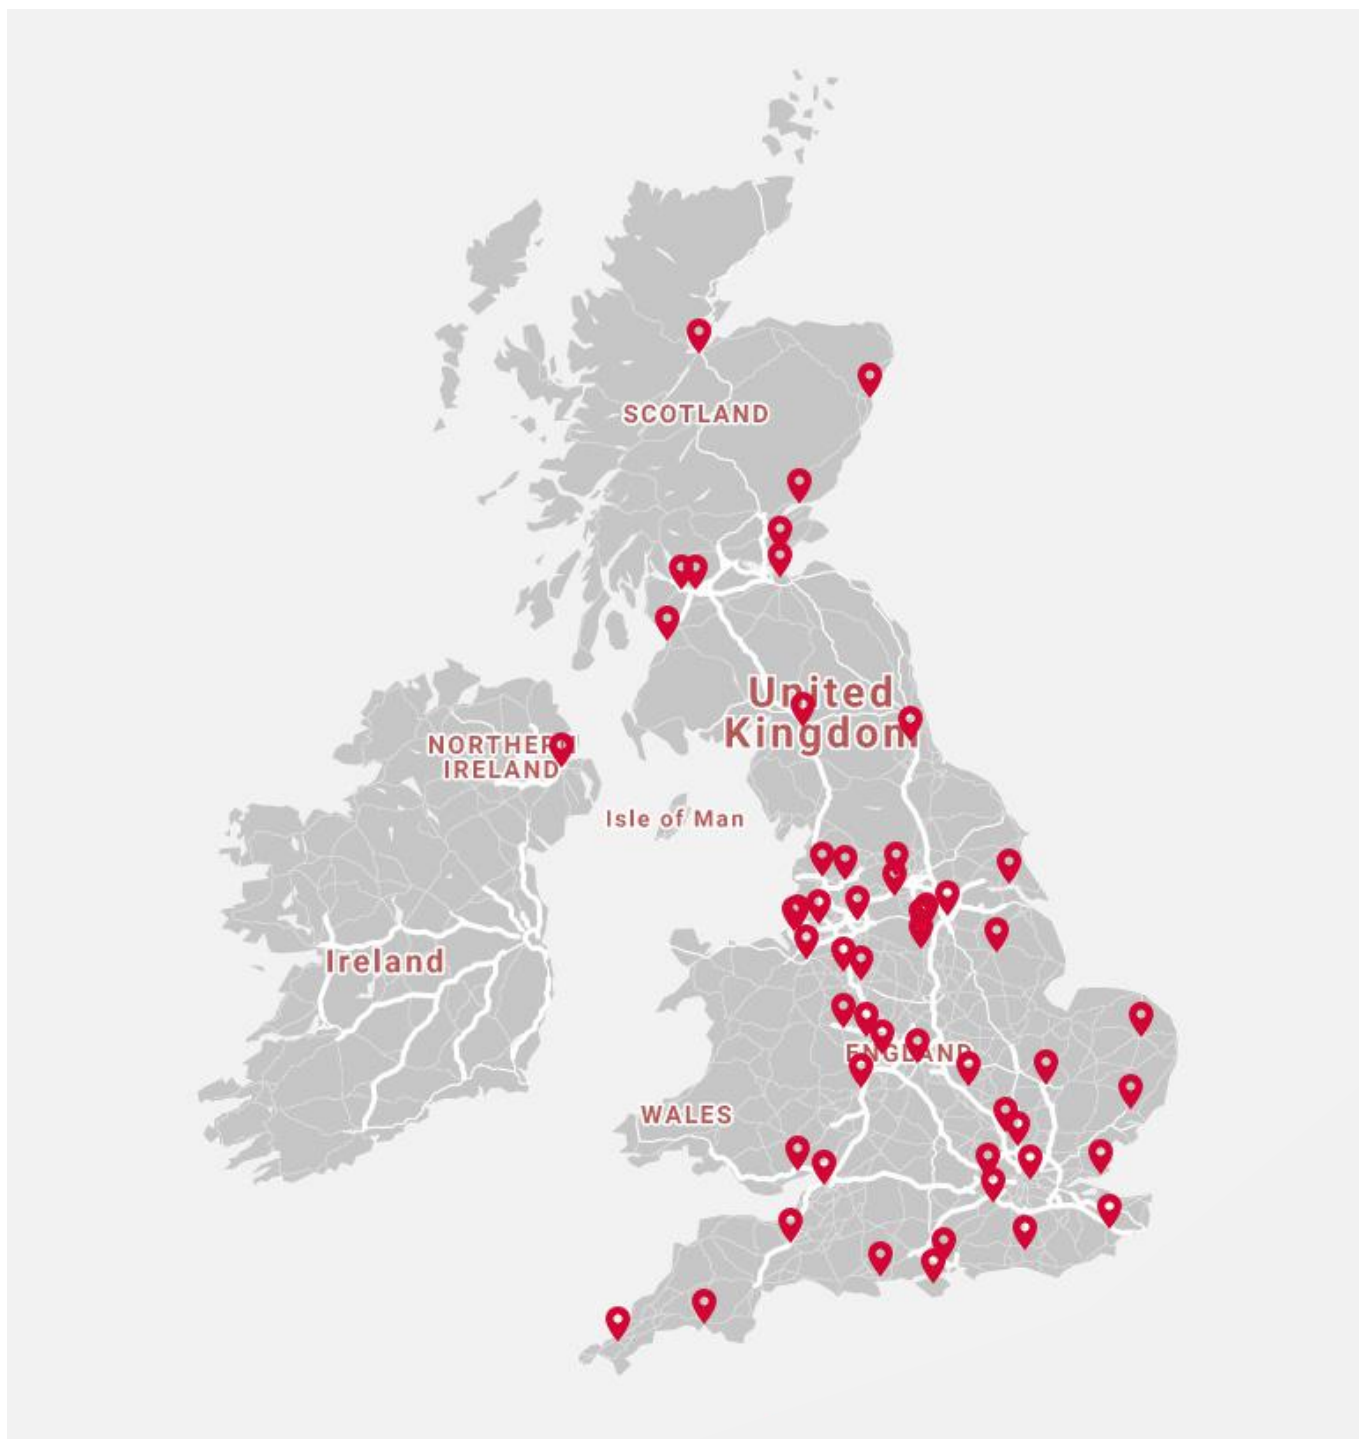 SCOTLAND
United
Kingdom
NORTHERN
IRELAND
Isle of Man
Ireland
ENGLAND
WALES